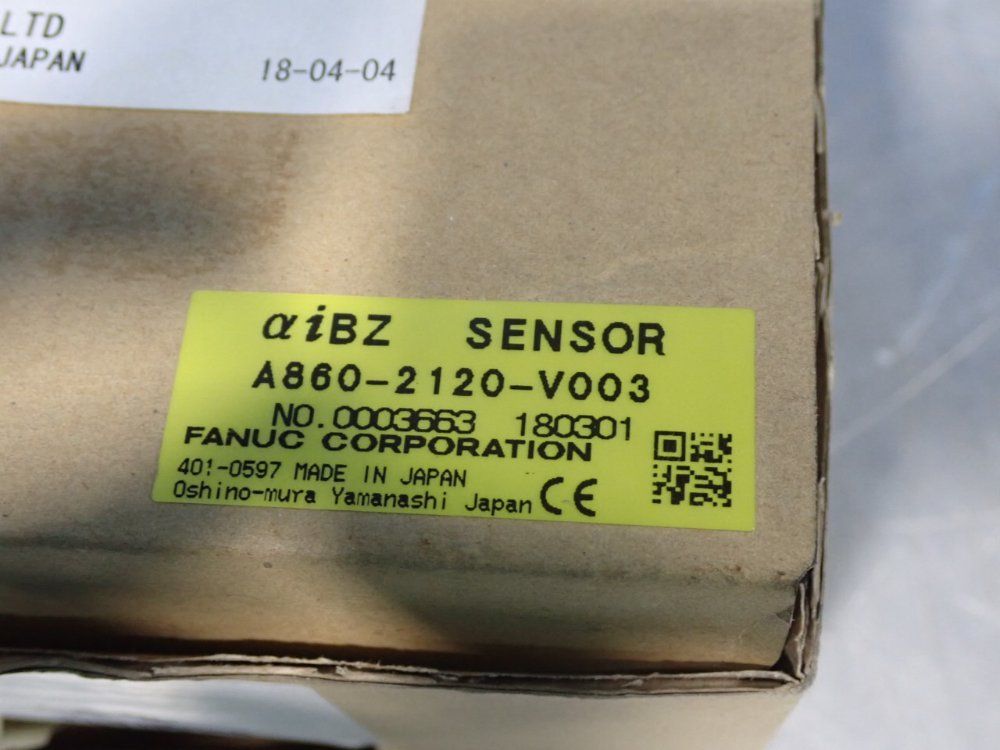 LTD
JAPAN
18-04-04
αiBZ SENSOR
A860-2120-V003
NO.0003663 180301
FANUC CORPORATION
401-0597 MADE IN JAPAN
Oshino-mura Yamanashi Japan CE